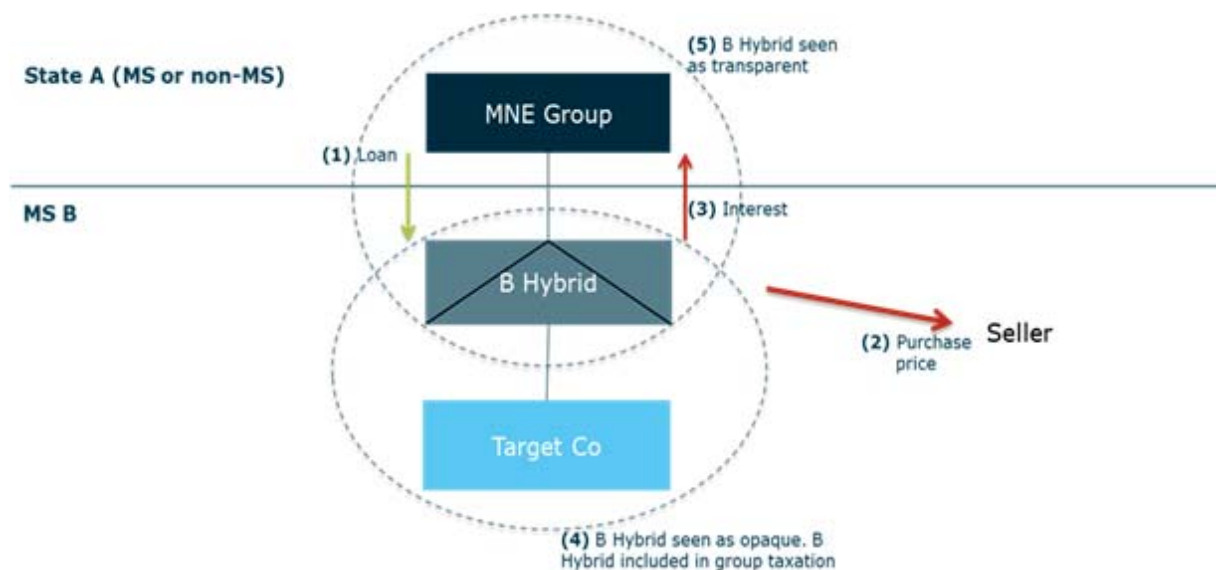 State A (MS or non-MS)
(5) B Hybrid seen
as transparent
MNE Group
(1) Loan
MS B
(3) Interest
B Hybrid
Seller
(2) Purchase
price
Target Co
(4) B Hybrid seen as opaque. B
Hybrid included in group taxation